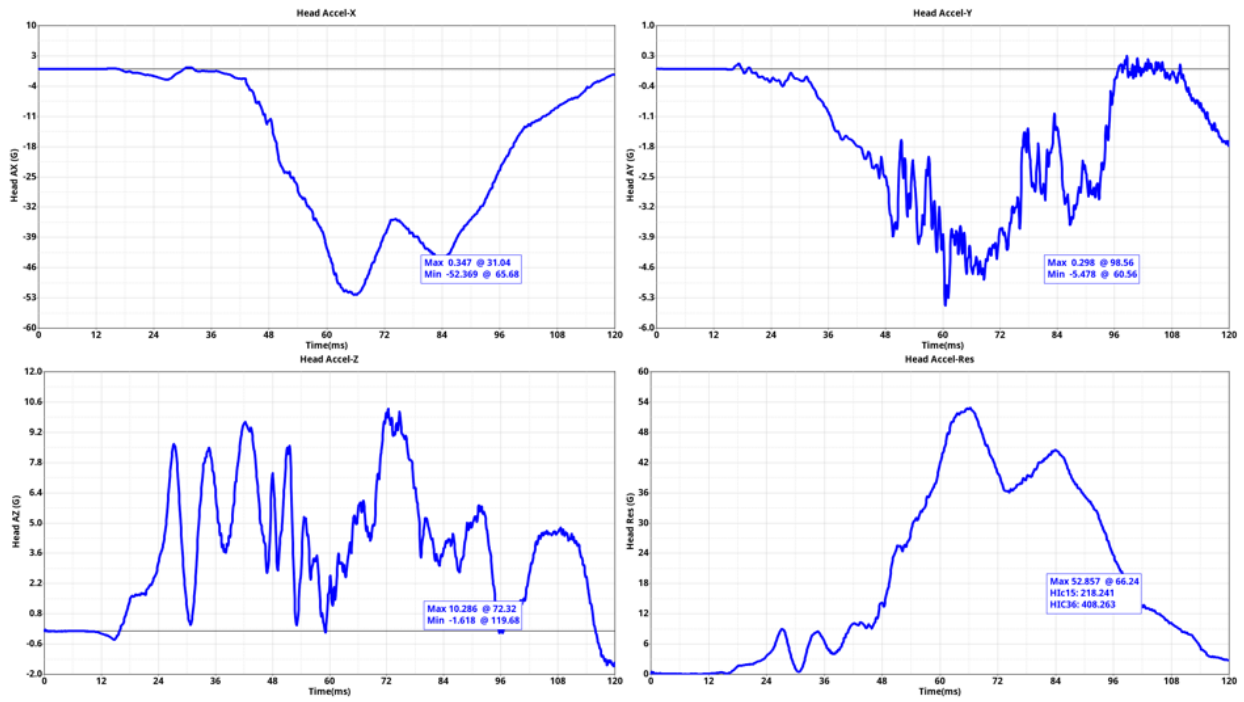 Head Accel-X
10
3
-4
-11
-18
-25
-32
-39
-46
-53
-60
Head AX (G)
Max 0.347 @ 31.04
Min -52.369 @ 65.68
0 12 24 36 48 60 72 84 96 108 120
Time(ms)
Head Accel-Y
1.0
0.3
-0.4
-1.1
-1.8
-2.5
-3.2
-3.9
-4.6
-5.3
-6.0
Head AY (G)
Max 0.298 @ 98.56
Min -5.478 @ 60.56
0 12 24 36 48 60 72 84 96 108 120
Time(ms)
Head Accel-Z
12.0
10.6
9.2
7.8
6.4
5.0
3.6
2.2
0.8
-0.6
-2.0
Head AZ (G)
Max 10.286 @ 72.32
Min -1.618 @ 119.68
0 12 24 36 48 60 72 84 96 108 120
Time(ms)
Head Accel-Res
60
54
48
42
36
30
24
18
12
6
0
Head Res (G)
Max 52.857 @ 66.24
HIc15: 218.241
HIC36: 408.263
0 12 24 36 48 60 72 84 96 108 120
Time(ms)